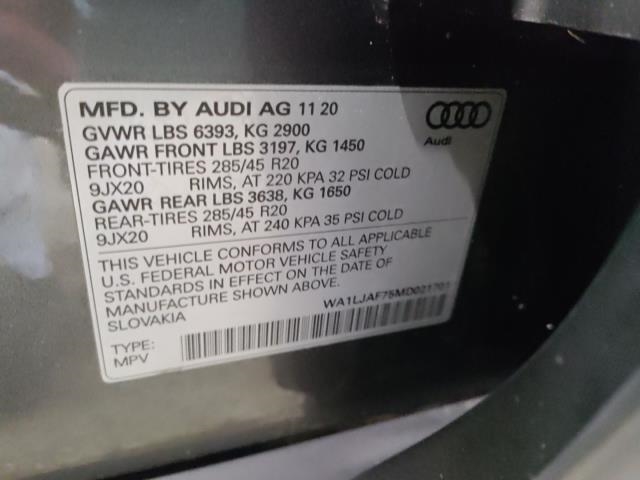 MFD. BY AUDI AG 11 20
GVWR LBS 6393, KG 2900
GAWR FRONT LBS 3197, KG 1450
FRONT-TIRES 285/45 R20
9JX20 RIMS, AT 220 KPA 32 PSI COLD
GAWR REAR LBS 3638, KG 1650
REAR-TIRES 285/45 R20
9JX20 RIMS, AT 240 KPA 35 PSI COLD
Audi
THIS VEHICLE CONFORMS TO ALL APPLICABLE
U.S. FEDERAL MOTOR VEHICLE SAFETY
STANDARDS IN EFFECT ON THE DATE OF
MANUFACTURE SHOWN ABOVE.
SLOVAKIA
WA1LJAF75MD021701
TYPE:
MPV